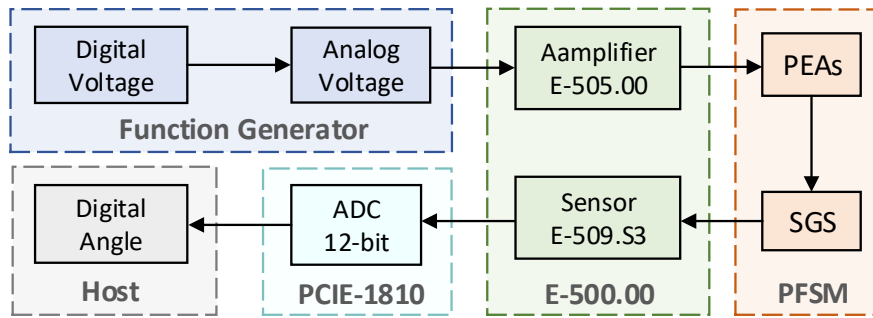 Digital
Voltage
Analog
Voltage
Aamplifier
E-505.00
PEAs
Function Generator
Digital
Angle
ADC
12-bit
Sensor
E-509.S3
SGS
Host
PCIE-1810
E-500.00
PFSM